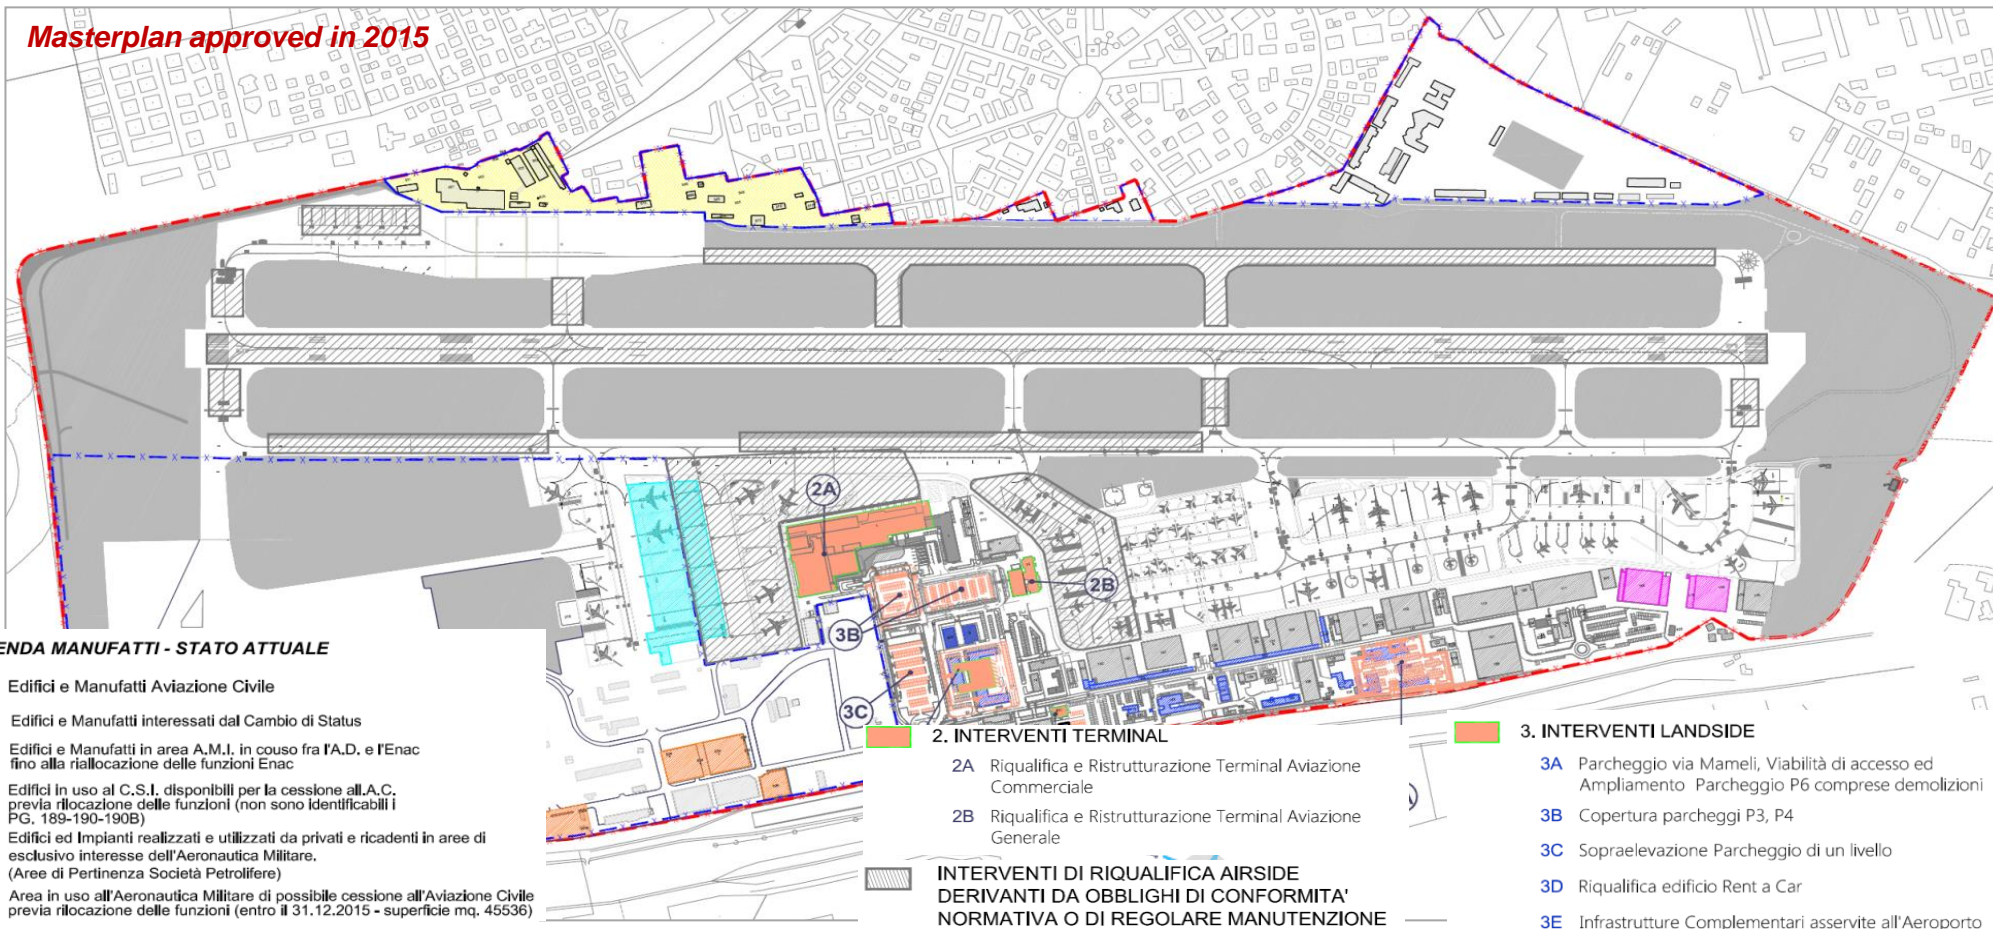 Masterplan approved in 2015
2A
2B
3B
3C
ENDA MANUFATTI - STATO ATTUALE
Edifici e Manufatti Aviazione Civile
Edifici e Manufatti interessati dal Cambio di Status
Edifici e Manufatti in area A.M.I. in couso fra l'A.D. e l'Enac
fino alla riallocazione delle funzioni Enac
Edifici in uso al C.S.I. disponibili per la cessione all.A.C.
previa rilocazione delle funzioni (non sono identificabili i
PG. 189-190-190B)
Edifici ed Impianti realizzati e utilizzati da privati e ricadenti in aree di
esclusivo interesse dell'Aeronautica Militare.
(Aree di Pertinenza Società Petrolifere)
Area in uso all'Aeronautica Militare di possibile cessione all'Aviazione Civile
previa rilocazione delle funzioni (entro il 31.12.2015 - superficie mq. 45536)
2. INTERVENTI TERMINAL
2A Riqualifica e Ristrutturazione Terminal Aviazione
Commerciale
2B Riqualifica e Ristrutturazione Terminal Aviazione
Generale
INTERVENTI DI RIQUALIFICA AIRSIDE
DERIVANTI DA OBBLIGHI DI CONFORMITA'
NORMATIVA O DI REGOLARE MANUTENZIONE
3. INTERVENTI LANDSIDE
3A Parcheggio via Mameli, Viabilità di accesso ed
Ampliamento Parcheggio P6 comprese demolizioni
3B Copertura parcheggi P3, P4
3C Sopraelevazione Parcheggio di un livello
3D Riqualifica edificio Rent a Car
3E Infrastrutture Complementari asservite all'Aeroporto